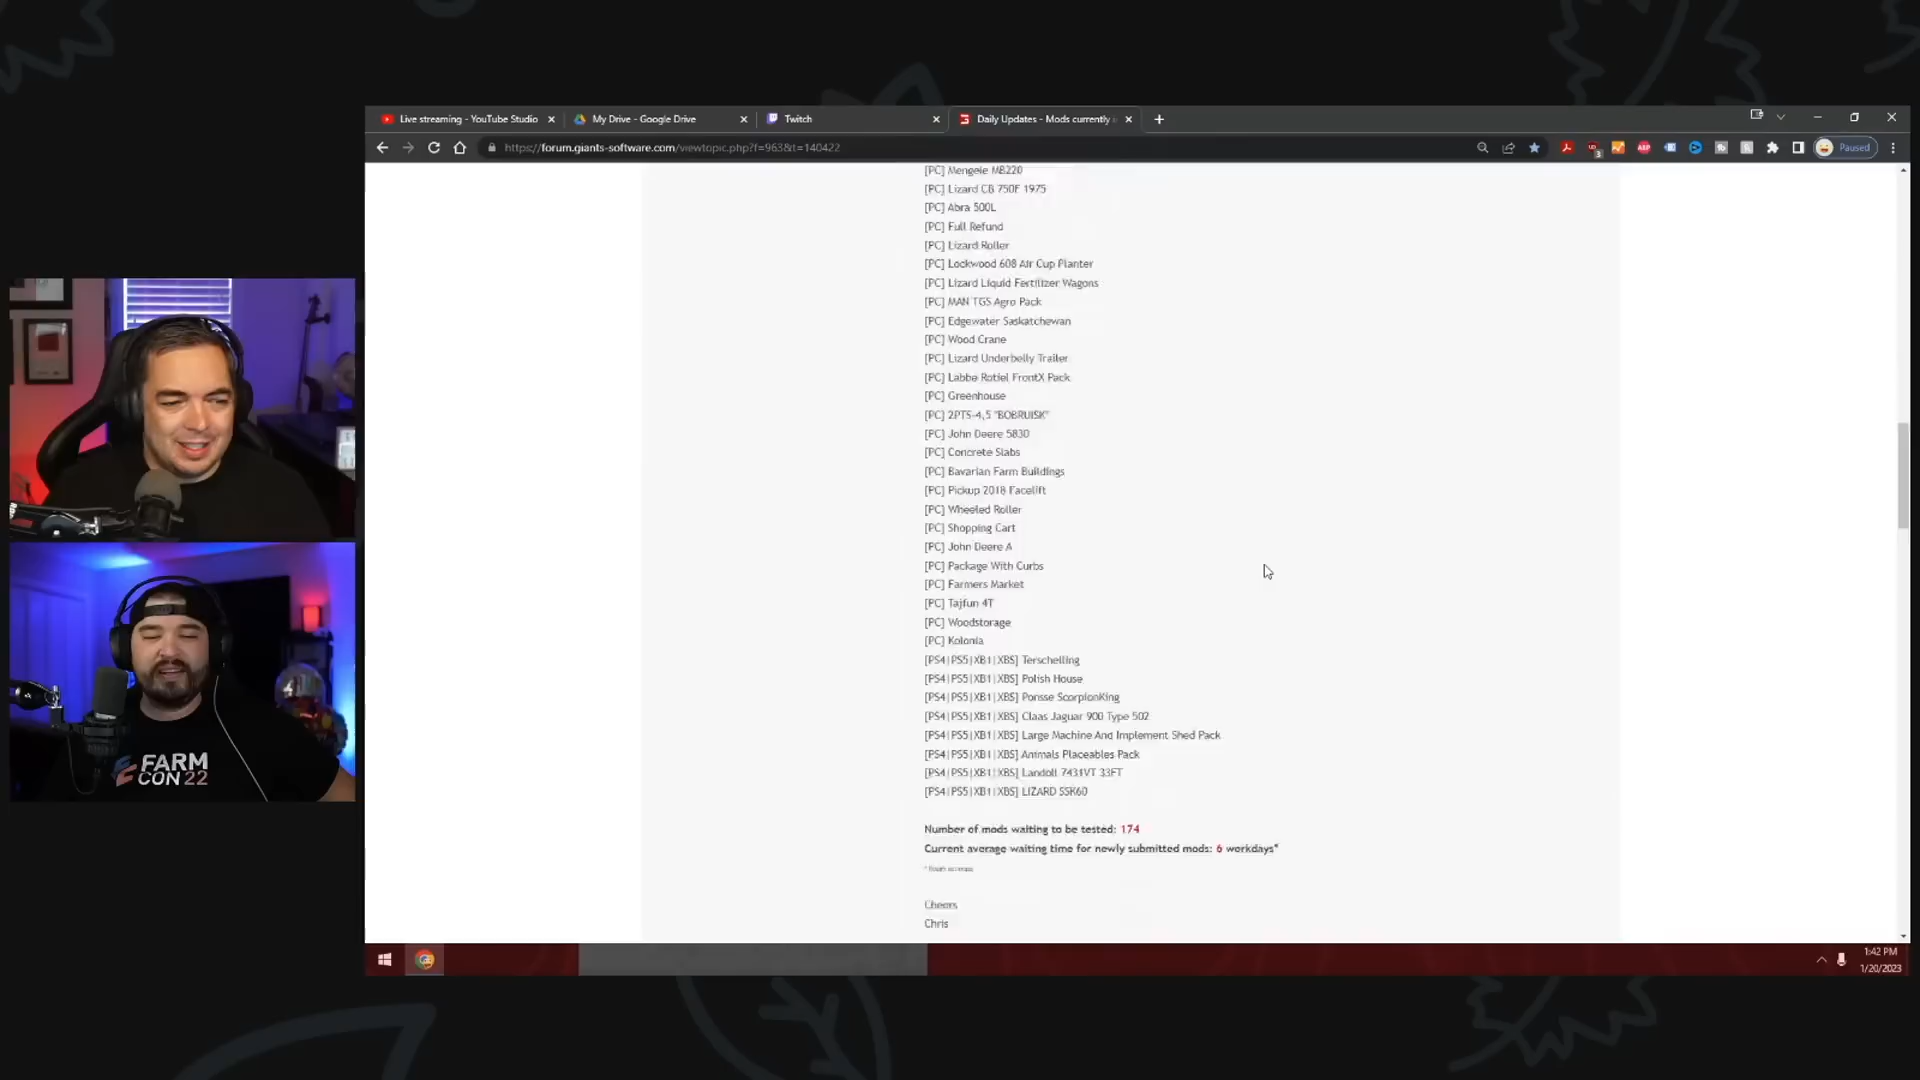 Live streaming - YouTube Studio
My Drive - Google Drive
Twitch
Daily Updates - Mods currently
https://forum.giants-software.com/viewtopic.php?f=963&t=140422
Paused
[PC] Mengele MB220
[PC] Lizard CB 750F 1975
[PC] Abra 500L
[PC] Full Refund
[PC] Lizard Roller
[PC] Lockwood 608 Air Cup Planter
[PC] Lizard Liquid Fertilizer Wagons
[PC] MAN TGS Agro Pack
[PC] Edgewater Saskatchewan
[PC] Wood Crane
[PC] Lizard Underbelly Trailer
[PC] Labbe Rotiel FrontX Pack
[PC] Greenhouse
[PC] 2PTS-4,5 "BOBRUISK"
[PC] John Deere 5830
[PC] Concrete Slabs
[PC] Bavarian Farm Buildings
[PC] Pickup 2018 Facelift
[PC] Wheeled Roller
[PC] Shopping Cart
[PC] John Deere A
[PC] Package With Curbs
[PC] Farmers Market
[PC] Tajfun 4T
[PC] Woodstorage
[PC] Kolonia
[PS4|PS5|XB1|XBS] Terschelling
[PS4|PS5|XB1|XBS] Polish House
[PS4|PS5|XB1|XBS] Ponsse ScorpionKing
[PS4|PS5|XB1|XBS] Claas Jaguar 900 Type 502
[PS4|PS5|XB1|XBS] Large Machine And Implement Shed Pack
[PS4|PS5|XB1|XBS] Animals Placeables Pack
[PS4|PS5|XB1|XBS] Landoll 7431VT 33FT
[PS4|PS5|XB1|XBS] LIZARD SSK60
Number of mods waiting to be tested: 174
Current average waiting time for newly submitted mods: 6 workdays*
Cheers
Chris
FARM
CON 22
1:42 PM
1/20/2023